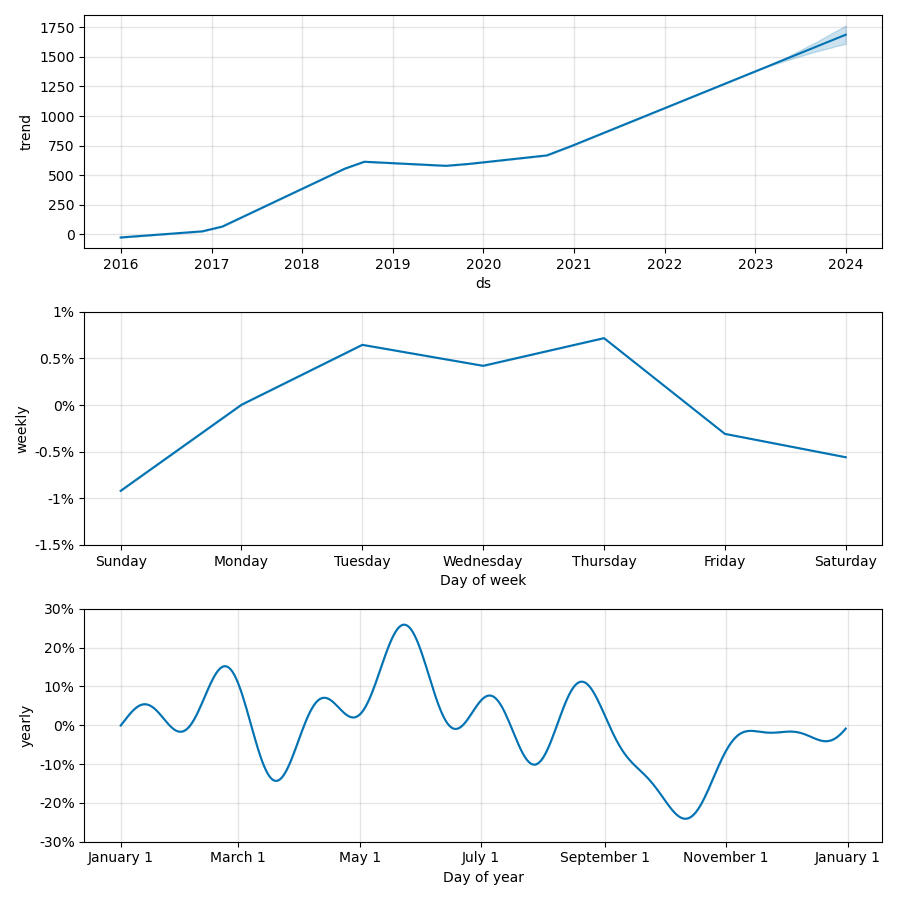 1750
1500
1250
1000
750
500
250
0
trend
2016 2017 2018 2019 2020 2021 2022 2023 2024
ds
1%
0.5%
0%
-0.5%
-1%
-1.5%
weekly
Sunday Monday Tuesday Wednesday Thursday Friday Saturday
Day of week
30%
20%
10%
0%
-10%
-20%
-30%
yearly
January 1 March 1 May 1 July 1 September 1 November 1 January 1
Day of year